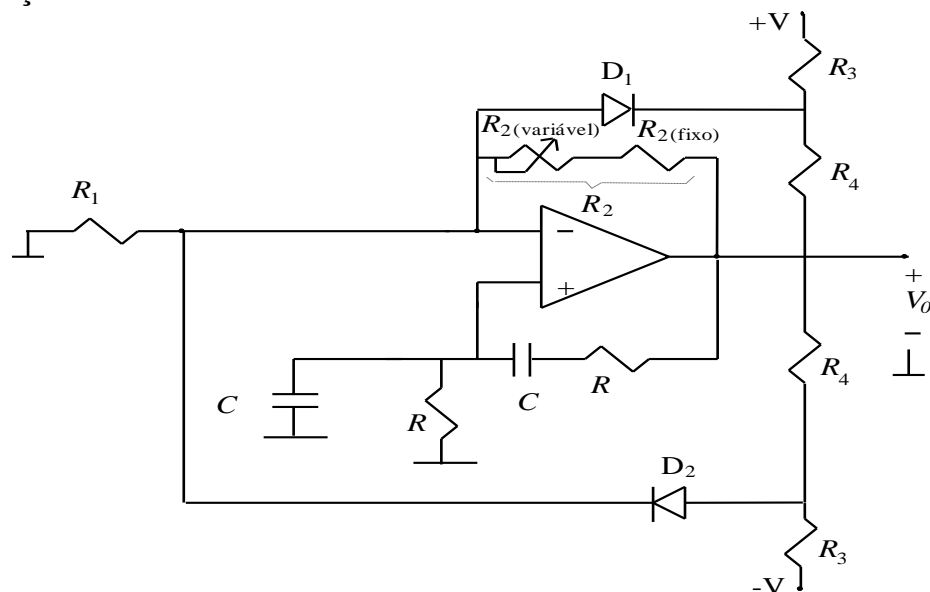 +V
R3
D1
R2(variável)
R2(fixo)
R4
R1
R2
−
+
+
V0
−
R4
C
R
C
R
D2
R3
-V